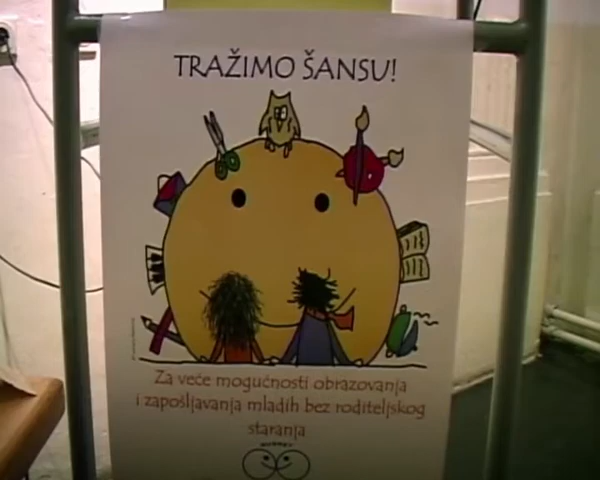 TRAŽIMO ŠANSU!
Za veće mogućnosti obrazovanja
i zapošljavanja mladih bez roditeljskog
staranja